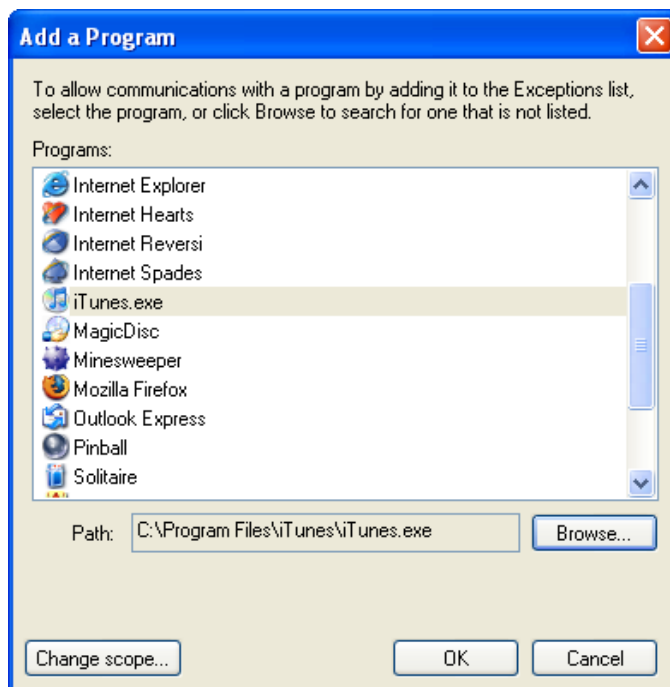 Add a Program
To allow communications with a program by adding it to the Exceptions list,
select the program, or click Browse to search for one that is not listed.
Programs:
Internet Explorer
Internet Hearts
Internet Reversi
Internet Spades
iTunes.exe
MagicDisc
Minesweeper
Mozilla Firefox
Outlook Express
Pinball
Solitaire
Path: C:\Program Files\iTunes\iTunes.exe Browse...
Change scope... OK Cancel